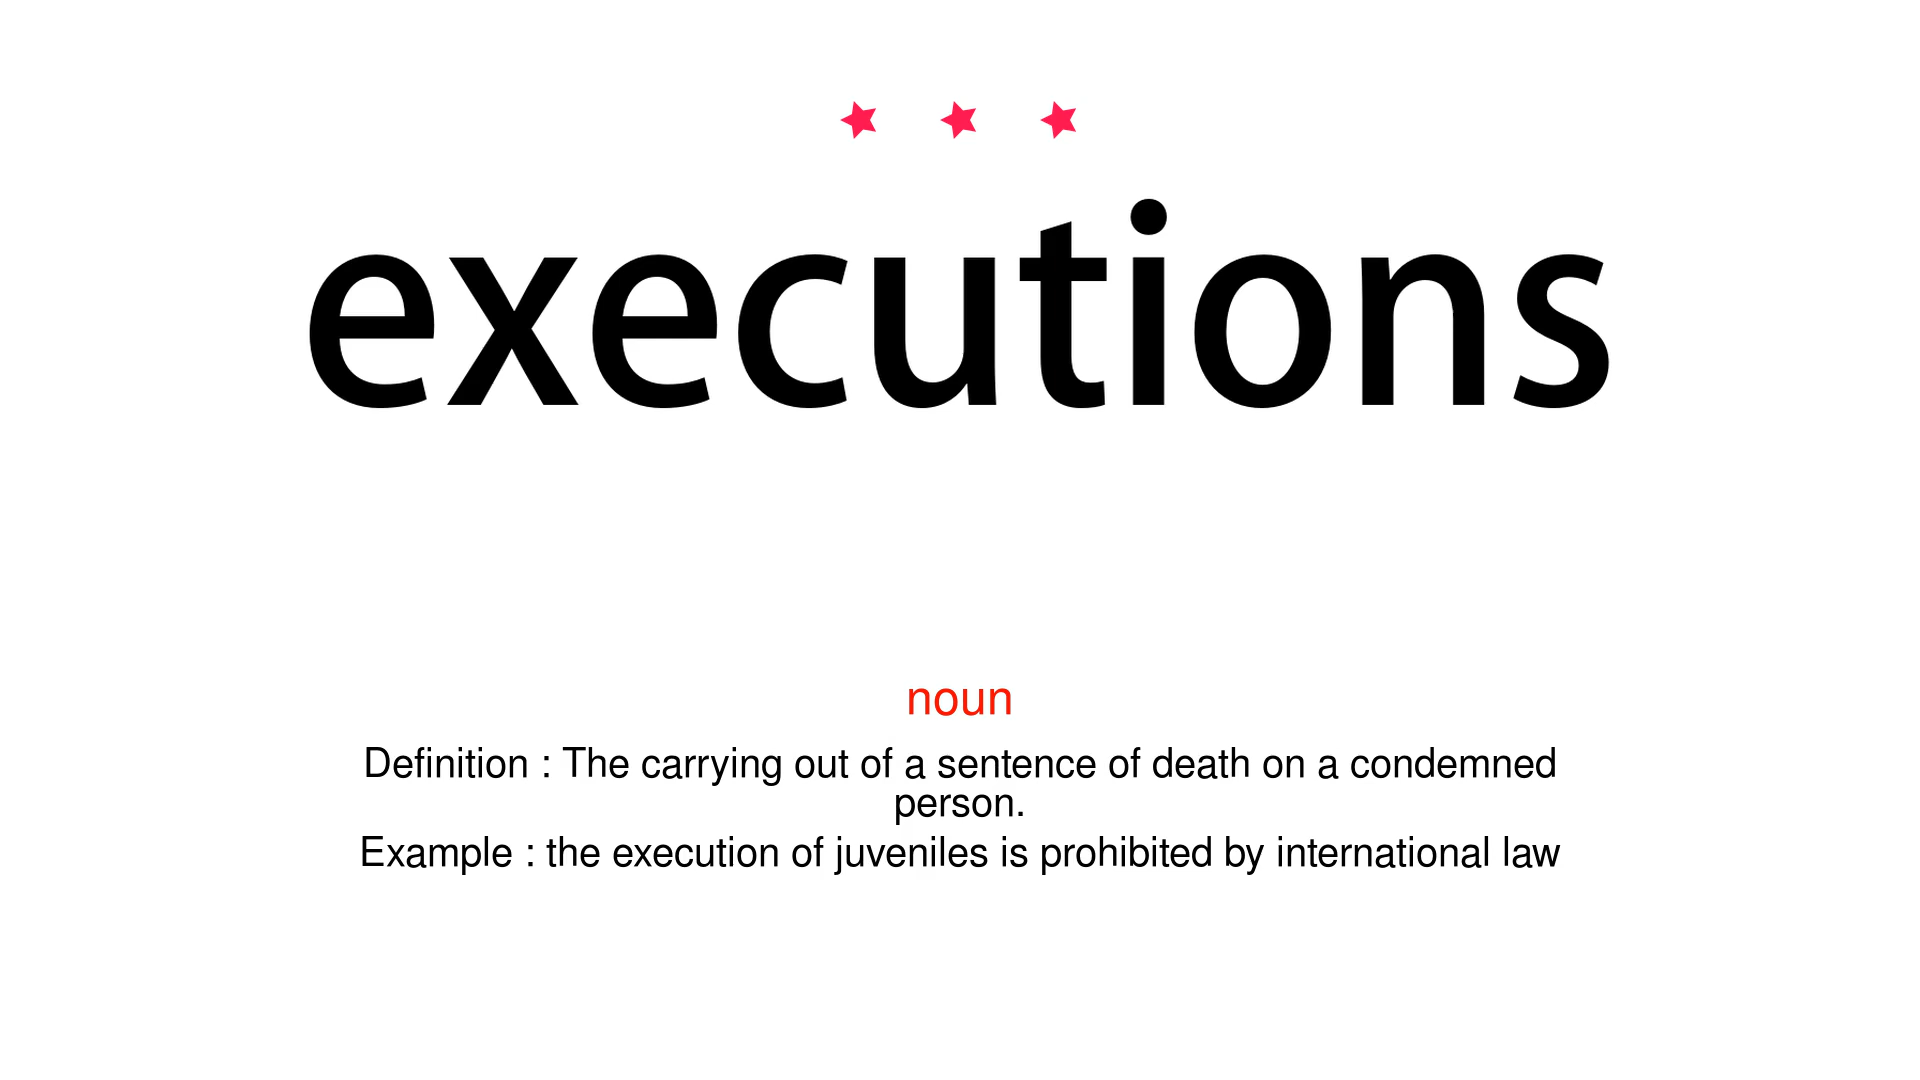 executions
noun
Definition : The carrying out of a sentence of death on a condemned
person.
Example : the execution of juveniles is prohibited by international law